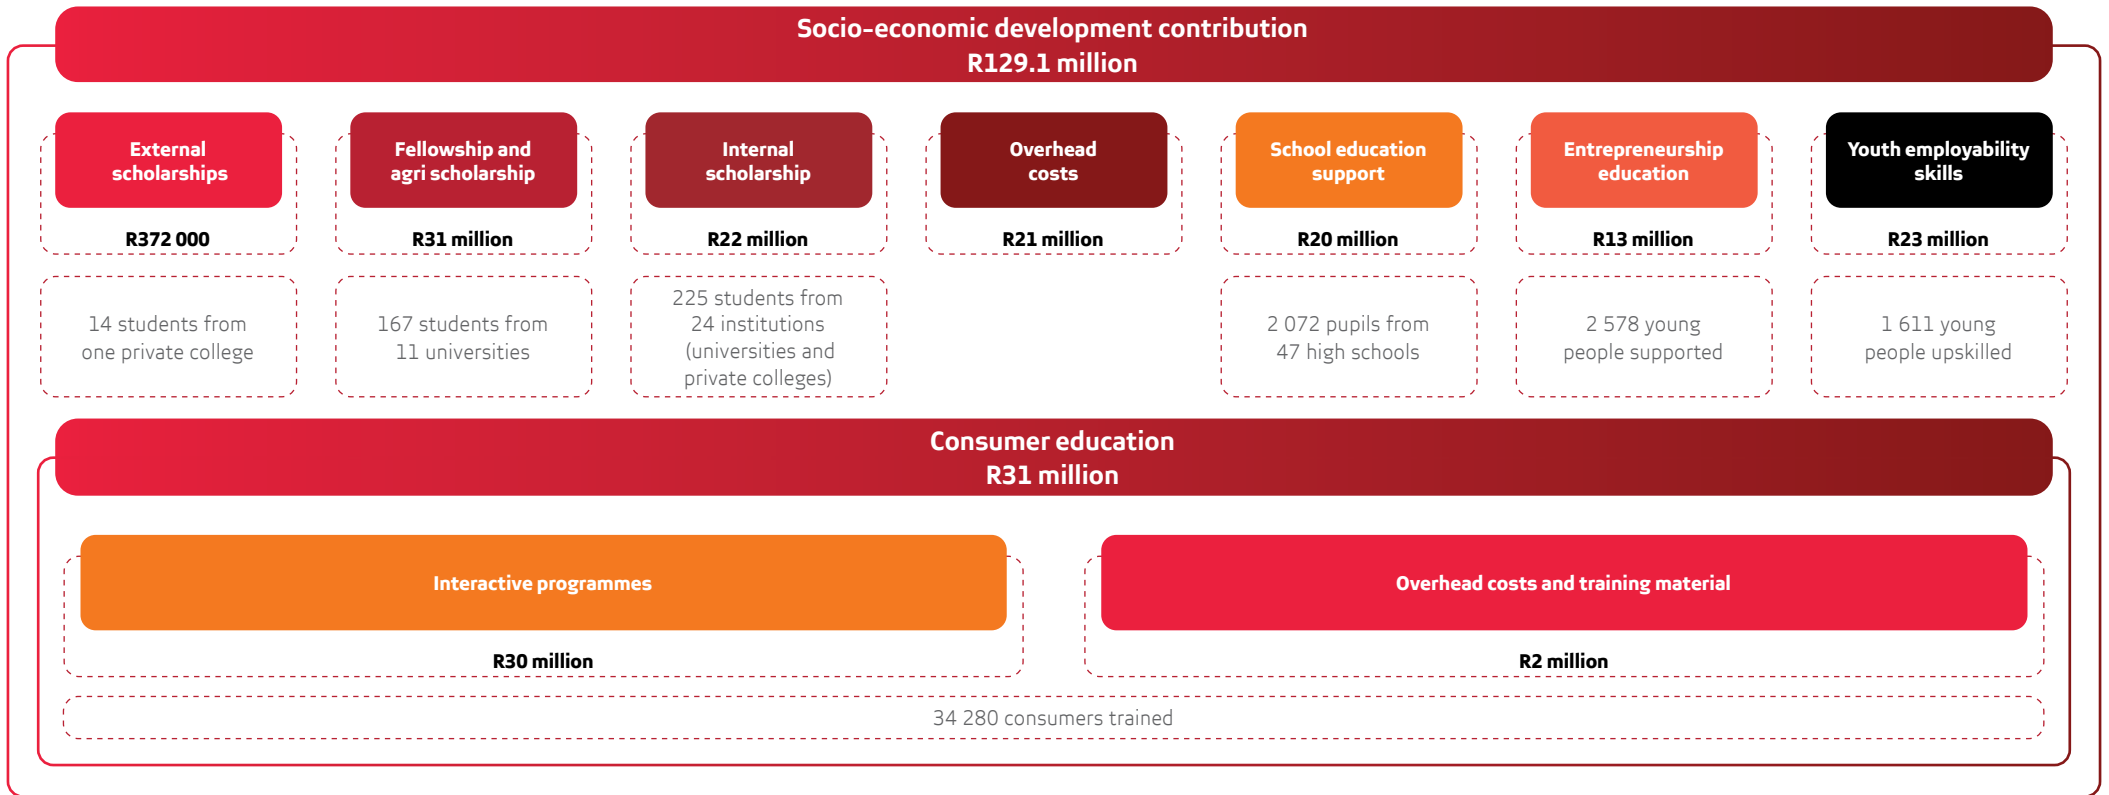 Socio-economic development contribution
R129.1 million
External
scholarships
R372 000
14 students from
one private college
Fellowship and
agri scholarship
R31 million
167 students from
11 universities
Internal
scholarship
R22 million
225 students from
24 institutions
(universities and
private colleges)
Overhead
costs
R21 million
School education
support
R20 million
2 072 pupils from
47 high schools
Entrepreneurship
education
R13 million
2 578 young
people supported
Youth employability
skills
R23 million
1 611 young
people upskilled
Consumer education
R31 million
Interactive programmes
R30 million
Overhead costs and training material
R2 million
34 280 consumers trained